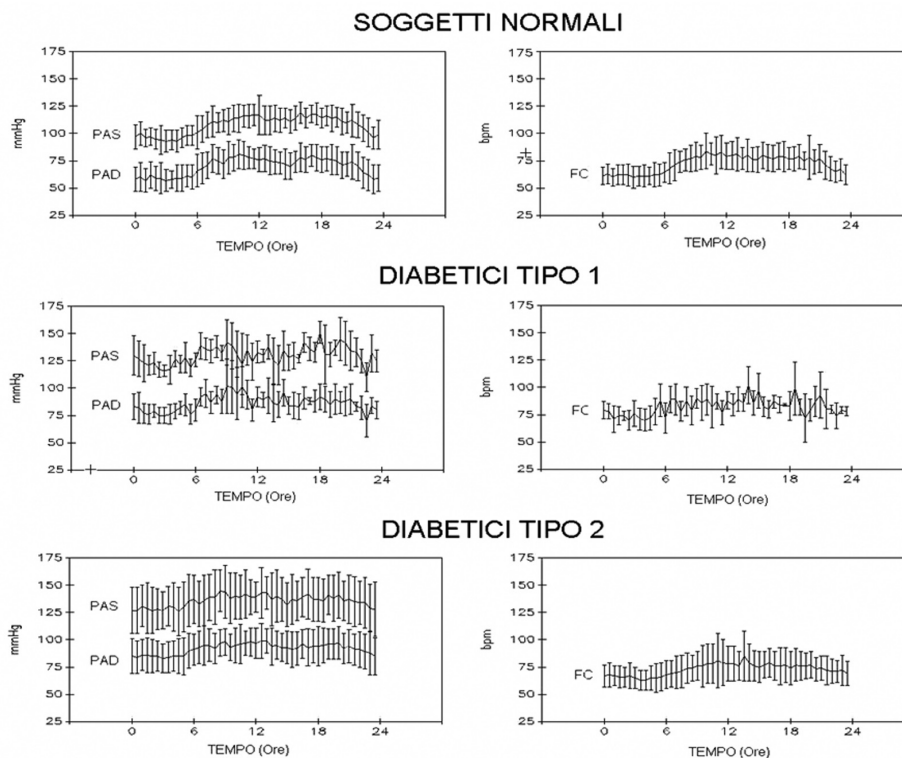 SOGGETTI NORMALI
175
150
125
100
75
50
25
mmHg
PAS
PAD
0 6 12 18 24
TEMPO (Ore)
175
150
125
100
75
50
25
bpm
FC
0 6 12 18 24
TEMPO (Ore)
DIABETICI TIPO 1
175
150
125
100
75
50
25
mmHg
PAS
PAD
0 6 12 18 24
TEMPO (Ore)
175
150
125
100
75
50
25
bpm
FC
0 6 12 18 24
TEMPO (Ore)
DIABETICI TIPO 2
175
150
125
100
75
50
25
mmHg
PAS
PAD
0 6 12 18 24
TEMPO (Ore)
175
150
125
100
75
50
25
bpm
FC
0 6 12 18 24
TEMPO (Ore)